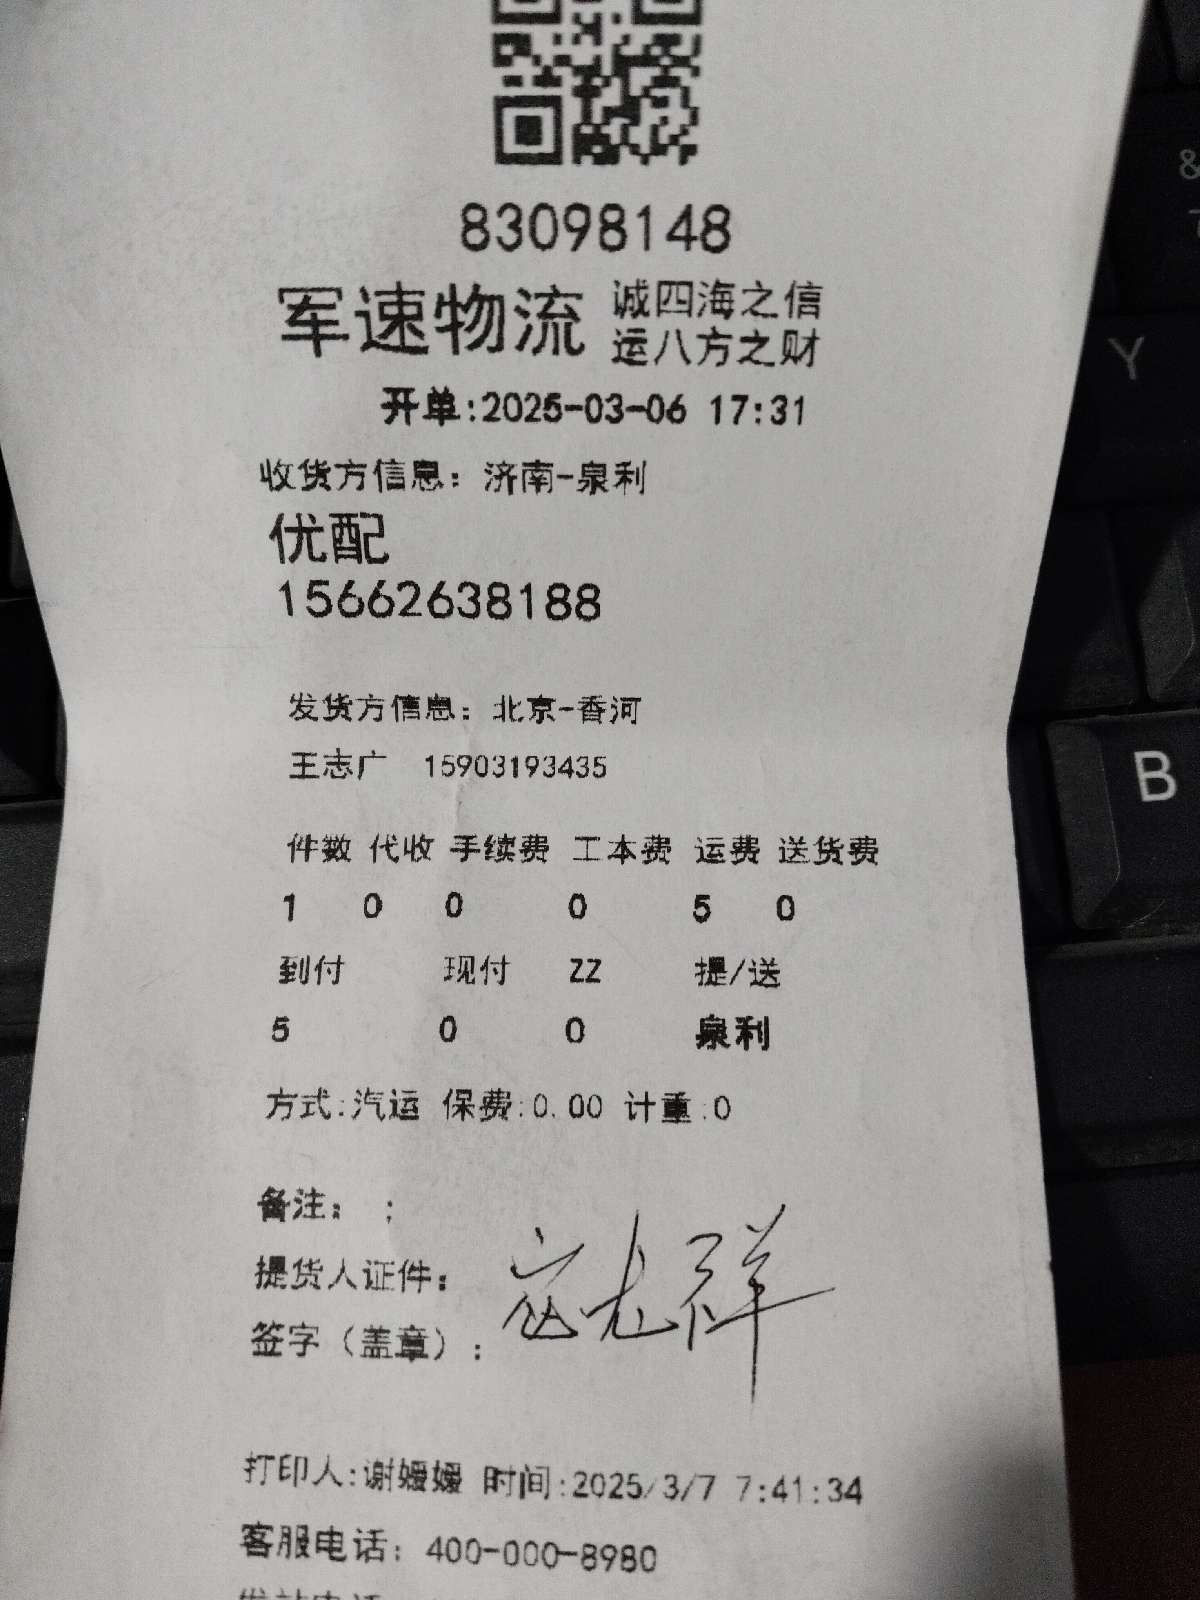 83098148
军速物流 诚四海之信
运八方之财
开单:2025-03-06 17:31
收货方信息：济南-泉利
优配
15662638188
发货方信息：北京-香河
王志广 15903193435
件数 代收 手续费 工本费 运费 送货费
1 0 0 0 5 0
到付 现付 ZZ 提/送
5 0 0 泉利
方式:汽运 保费:0.00 计重:0
备注： ；
提货人证件：
签字（盖章）：
打印人:谢嫒嫒 时间:2025/3/7 7:41:34
客服电话：400-000-8980
&
Y
B